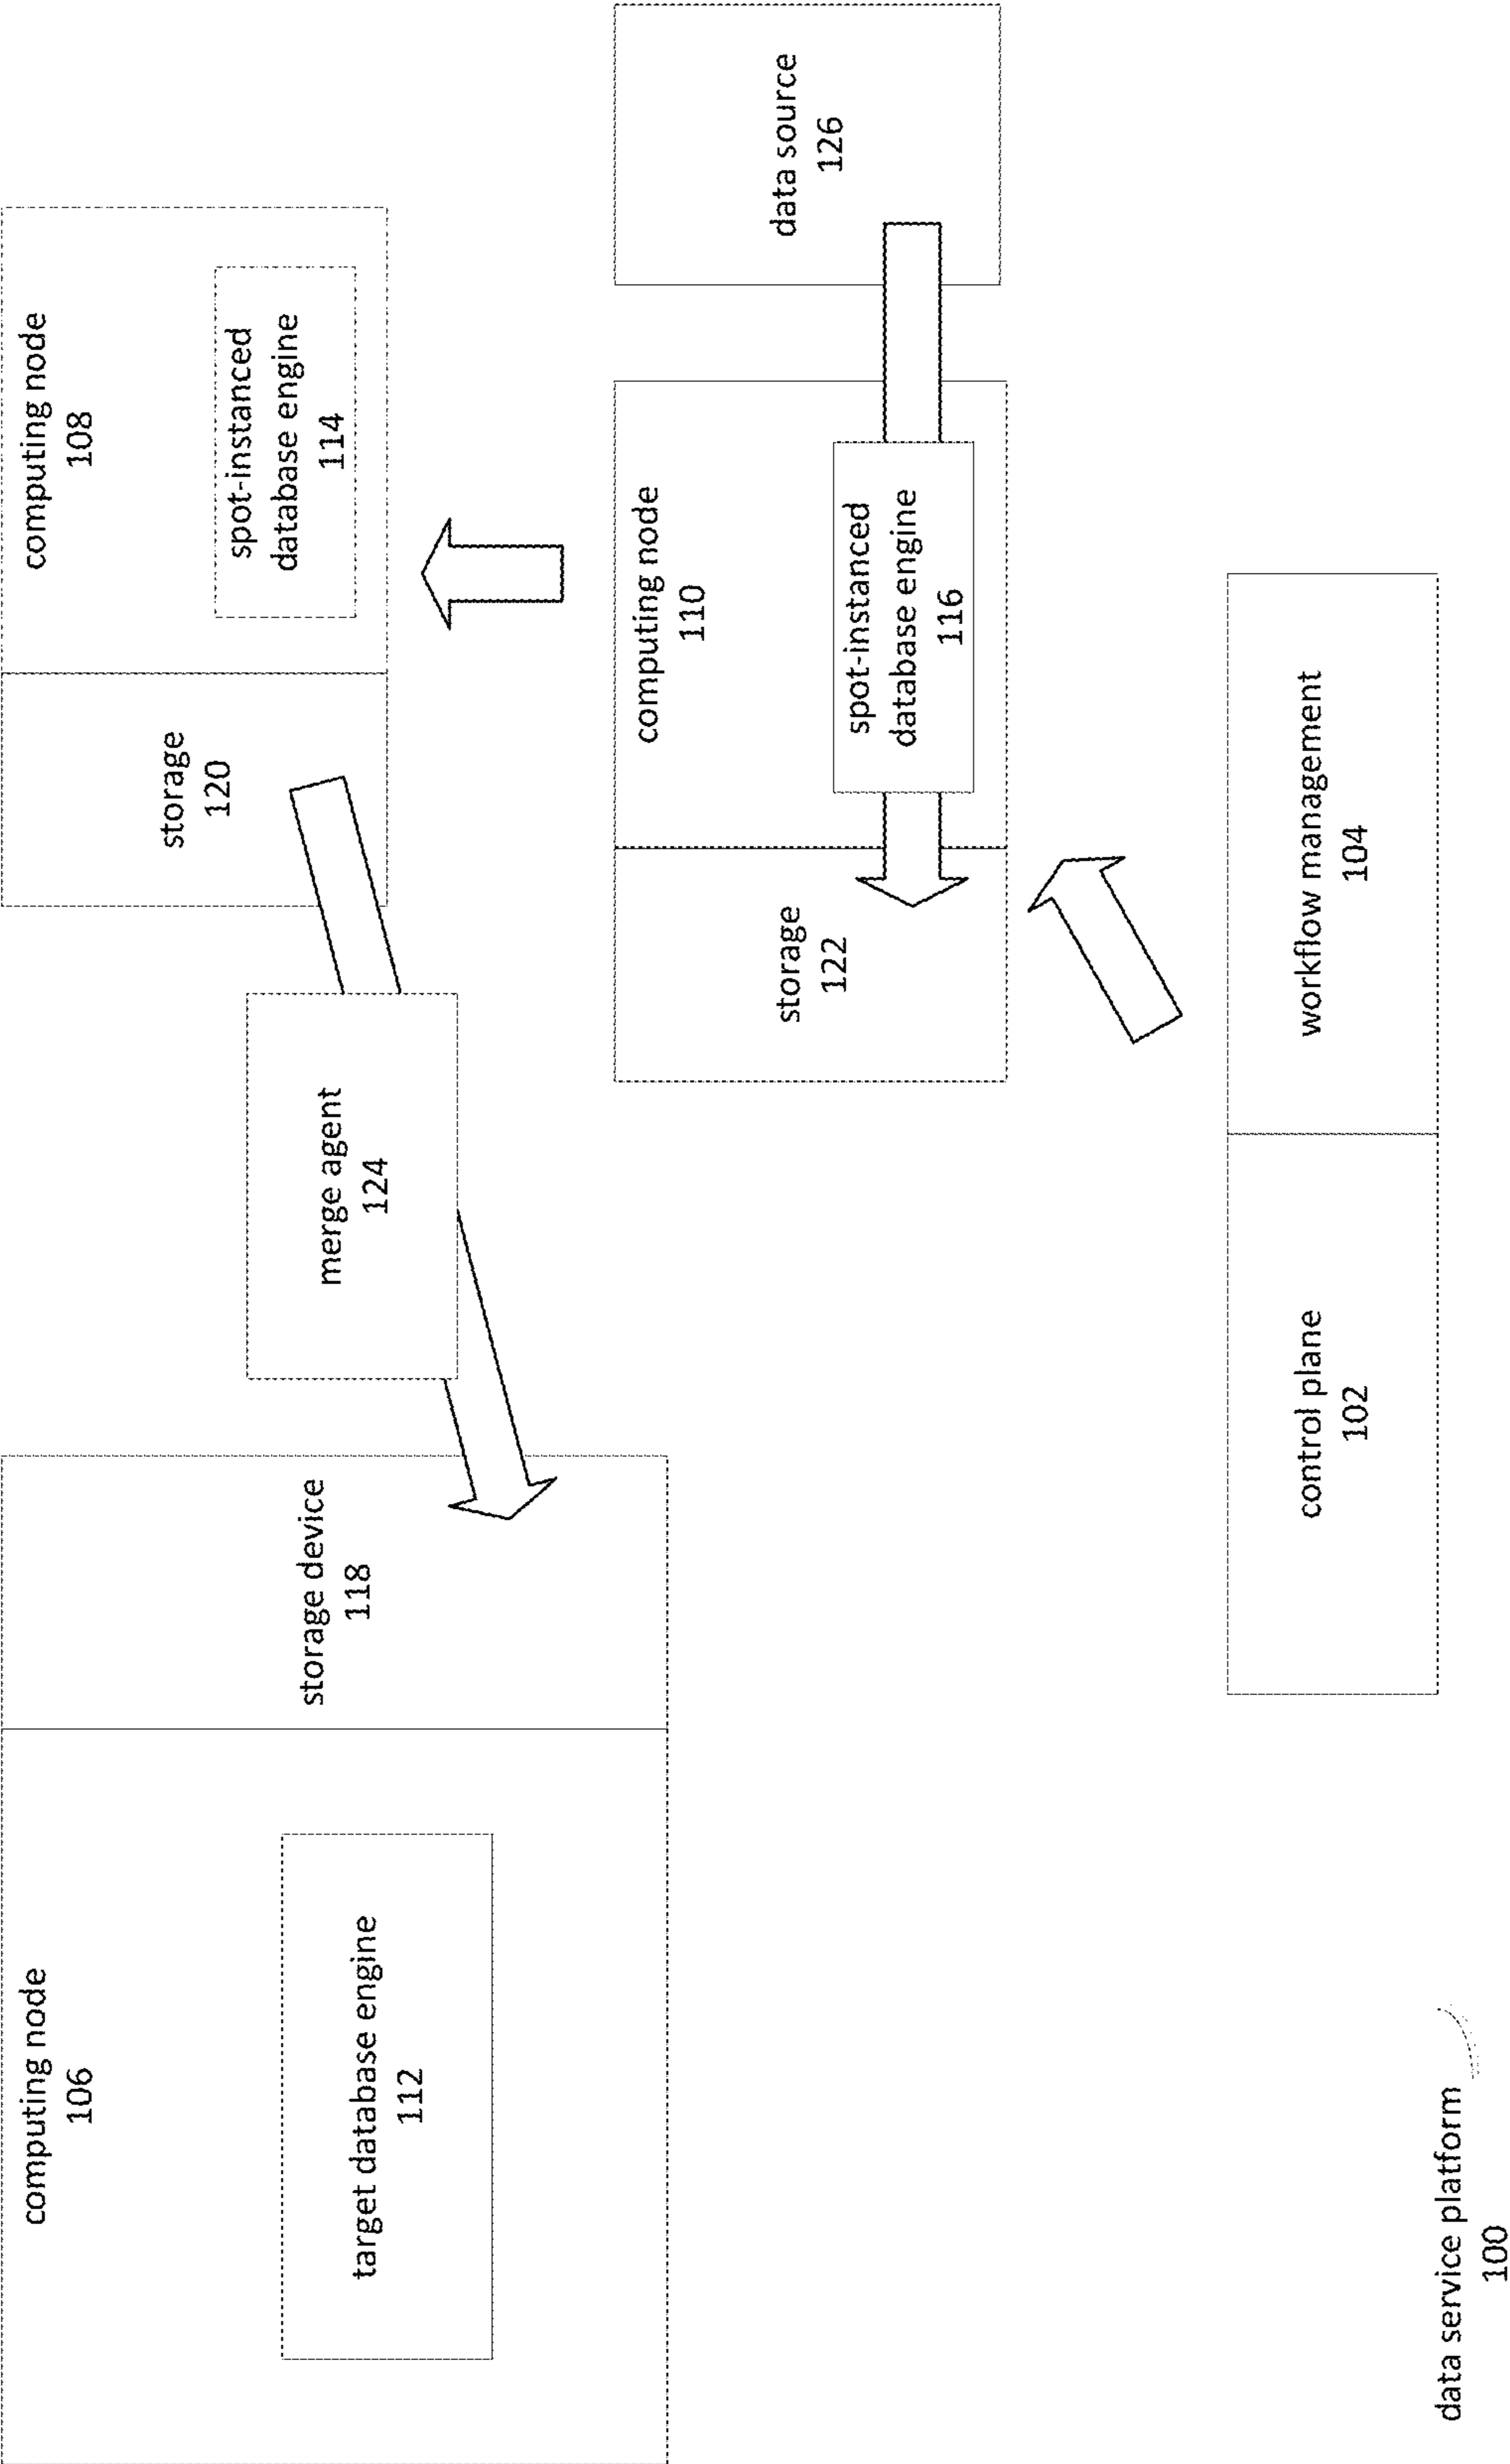 computing node
106
target database engine
112
storage device
118
merge agent
124
storage
120
computing node
108
spot-instanced
database engine
114
storage
122
computing node
110
spot-instanced
database engine
116
data source
126
control plane
102
workflow management
104
data service platform
100